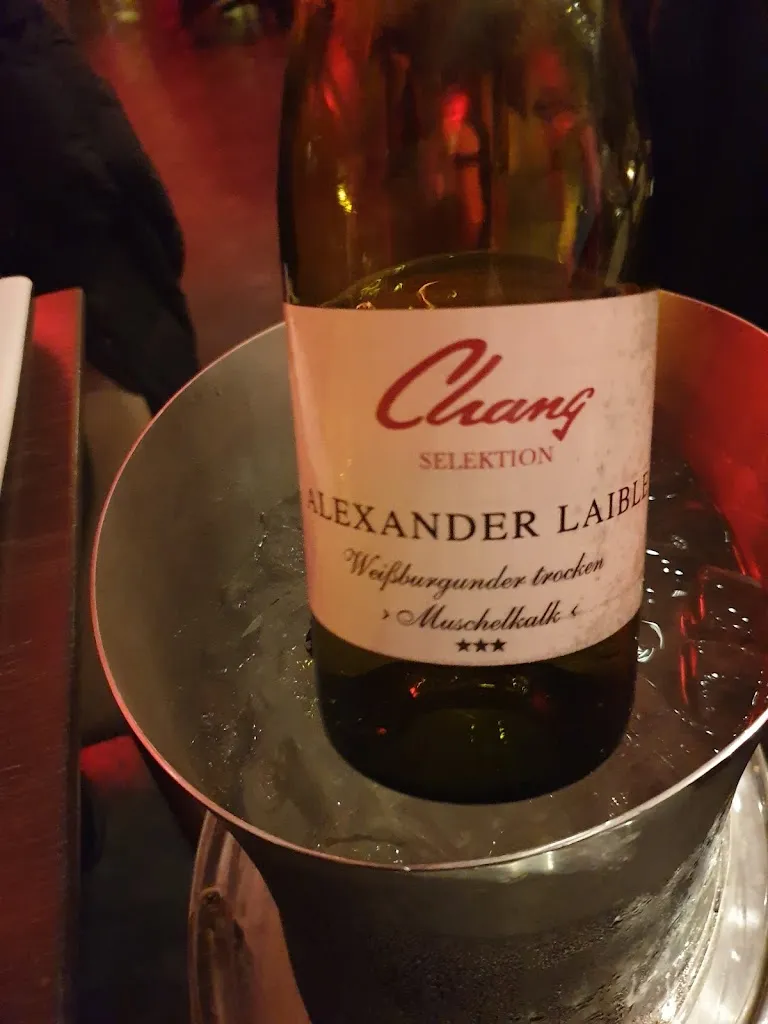 Chang
SELEKTION
ALEXANDER LAIBLE
Weißburgunder trocken
› Muschelkalk ‹
★★★